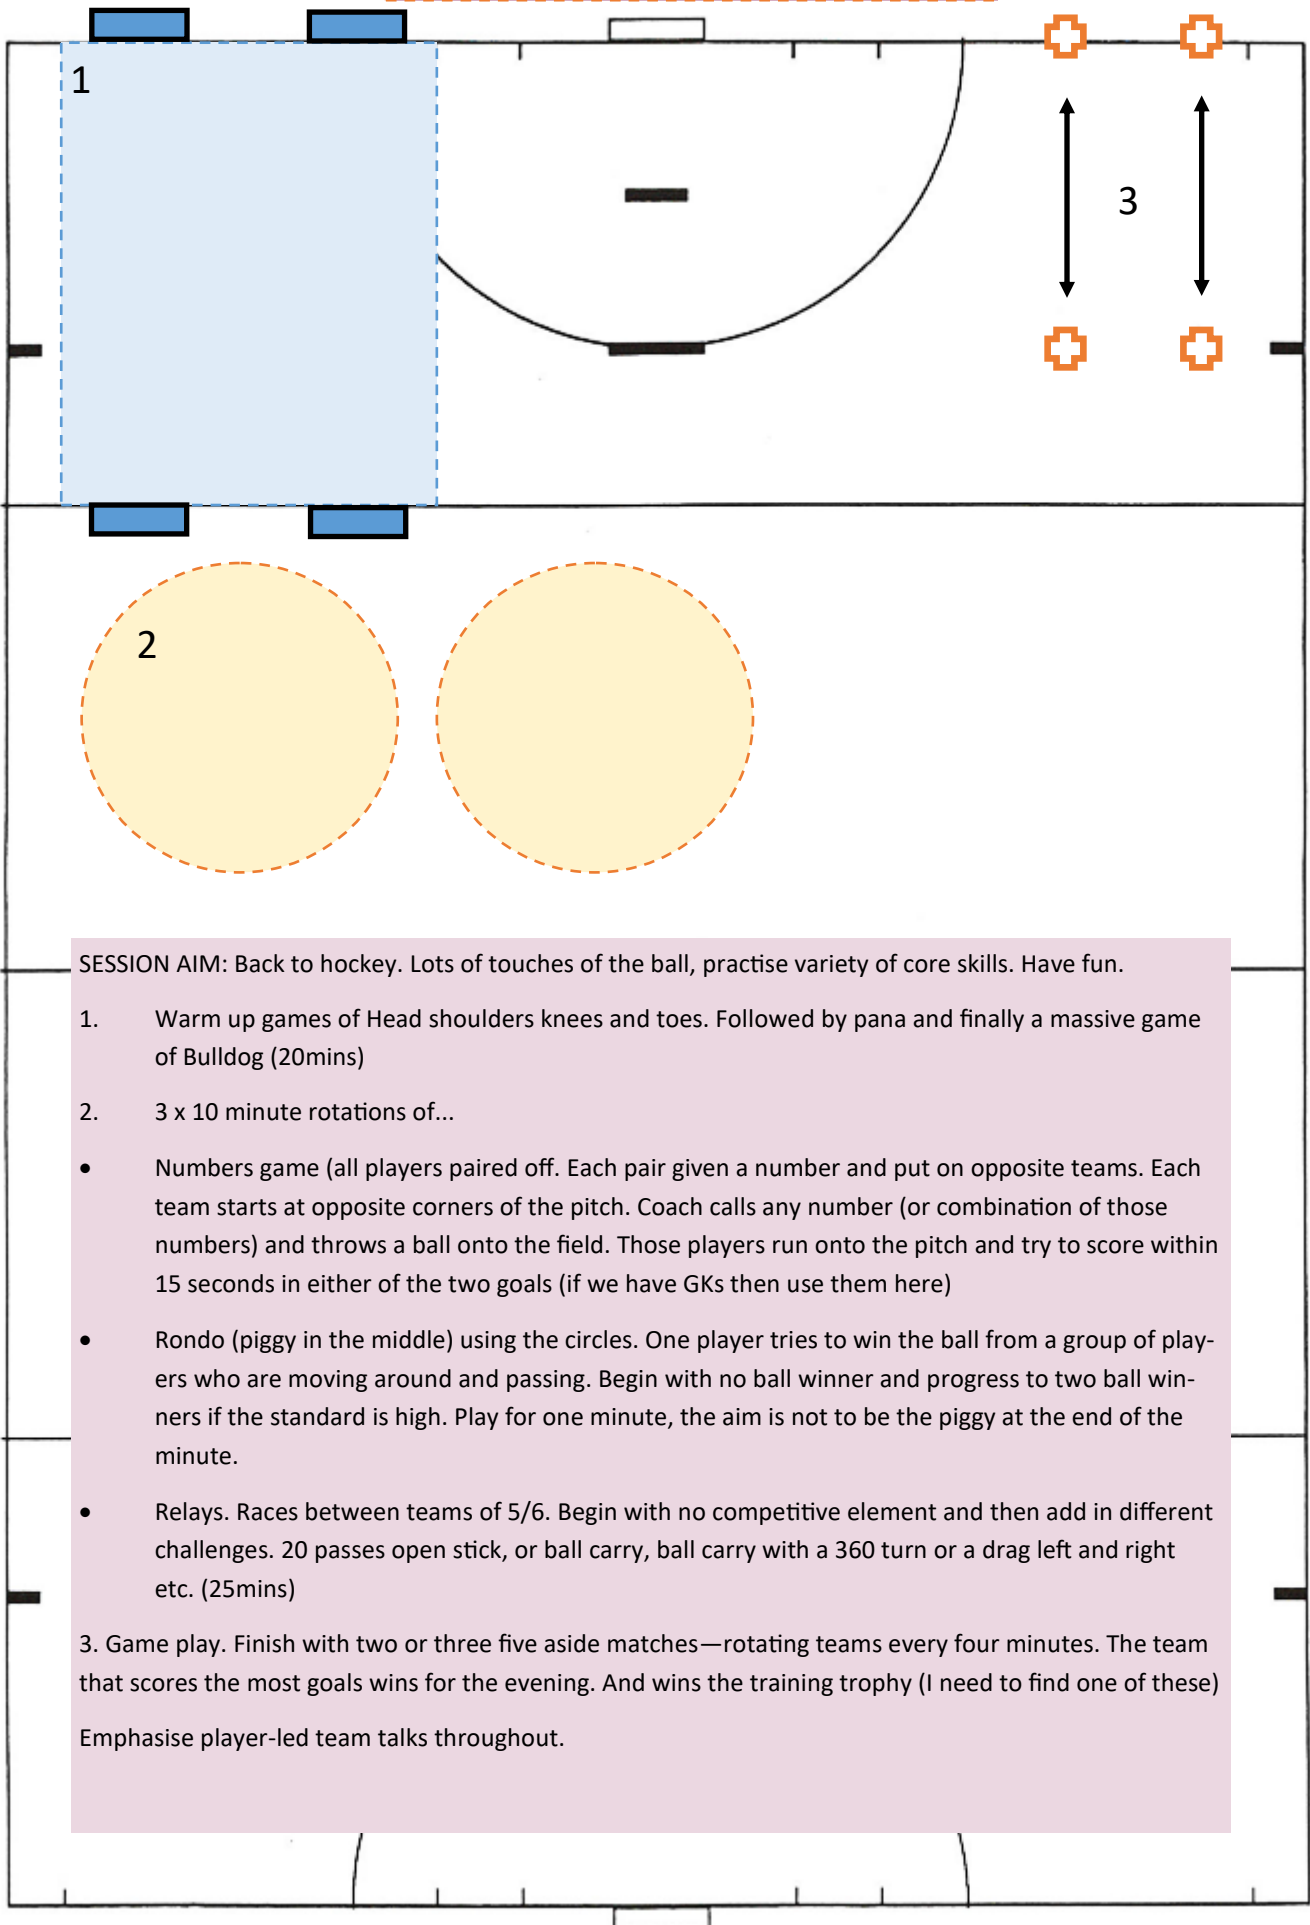 1
3
2
SESSION AIM: Back to hockey. Lots of touches of the ball, practise variety of core skills. Have fun.
1. Warm up games of Head shoulders knees and toes. Followed by pana and finally a massive game
of Bulldog (20mins)
2. 3 x 10 minute rotations of...
• Numbers game (all players paired off. Each pair given a number and put on opposite teams. Each
team starts at opposite corners of the pitch. Coach calls any number (or combination of those
numbers) and throws a ball onto the field. Those players run onto the pitch and try to score within
15 seconds in either of the two goals (if we have GKs then use them here)
• Rondo (piggy in the middle) using the circles. One player tries to win the ball from a group of play-
ers who are moving around and passing. Begin with no ball winner and progress to two ball win-
ners if the standard is high. Play for one minute, the aim is not to be the piggy at the end of the
minute.
• Relays. Races between teams of 5/6. Begin with no competitive element and then add in different
challenges. 20 passes open stick, or ball carry, ball carry with a 360 turn or a drag left and right
etc. (25mins)
3. Game play. Finish with two or three five aside matches—rotating teams every four minutes. The team
that scores the most goals wins for the evening. And wins the training trophy (I need to find one of these)
Emphasise player-led team talks throughout.